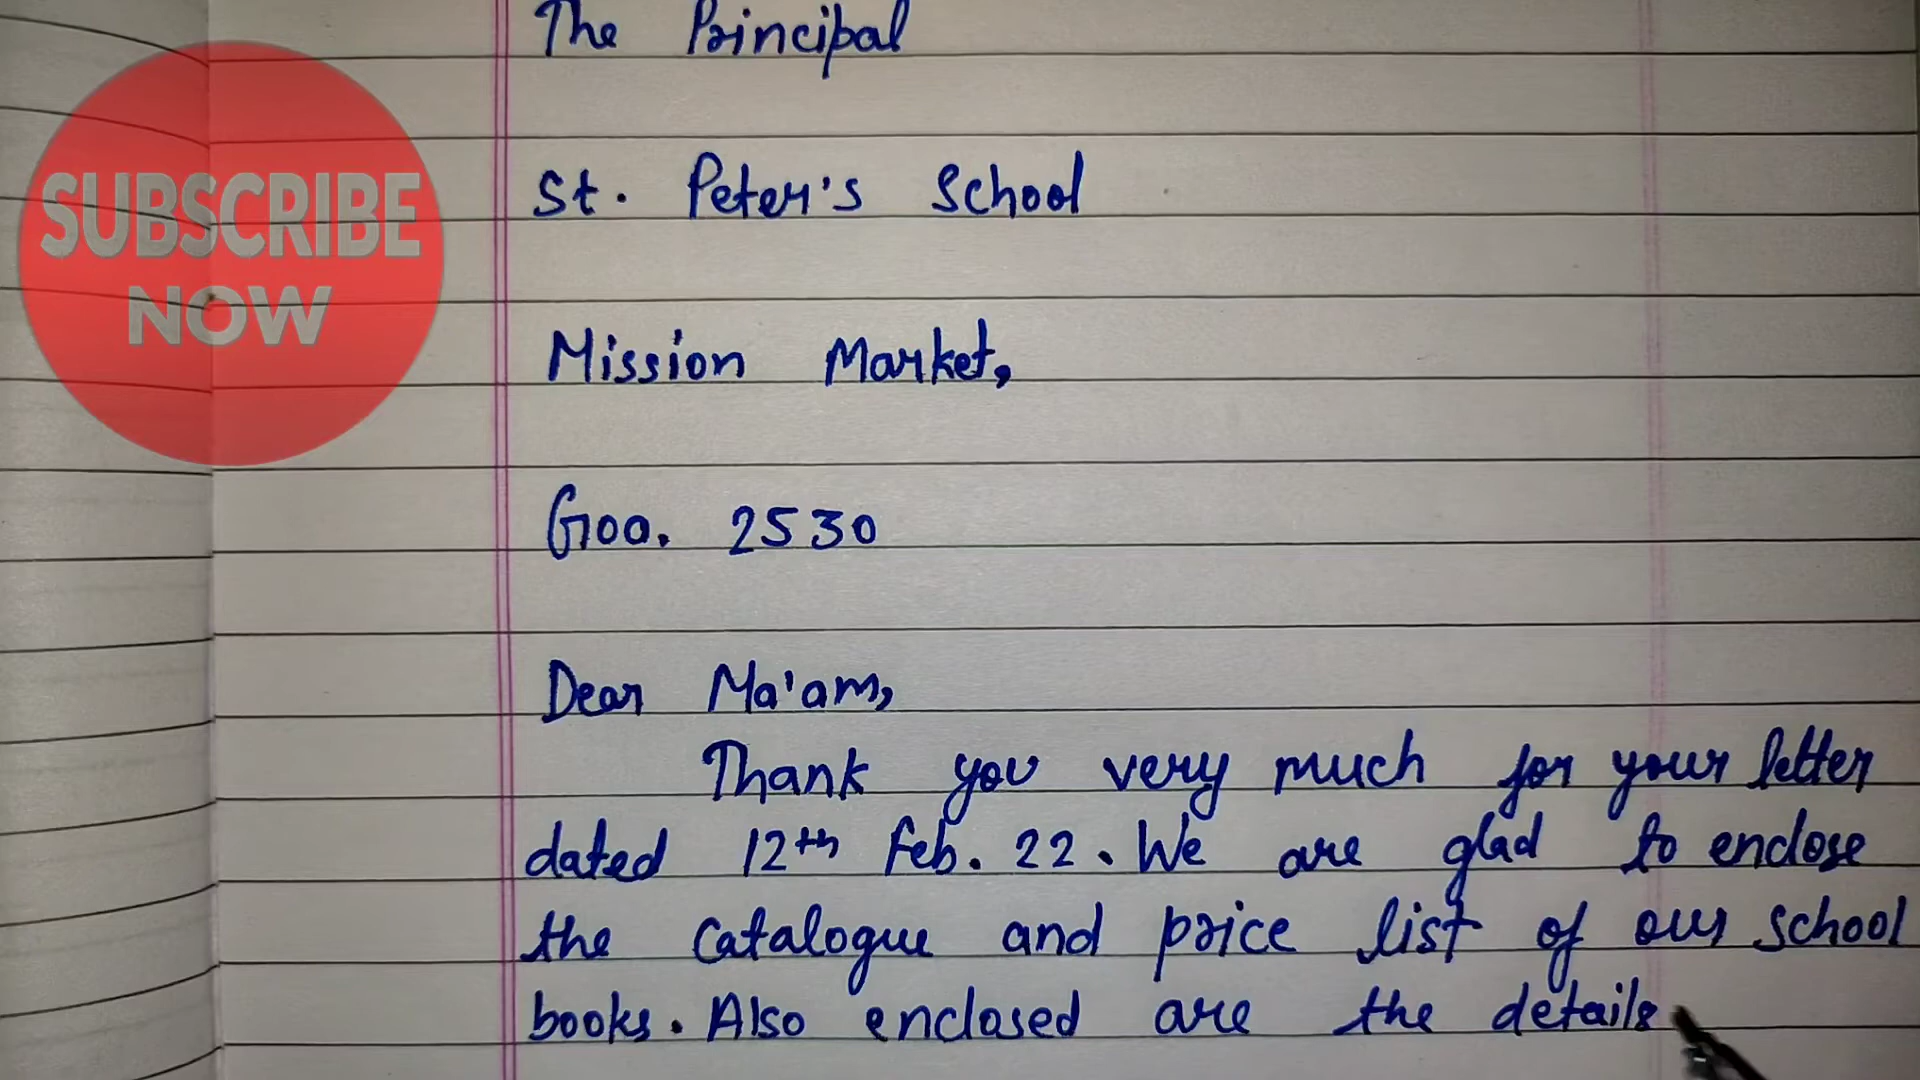 The Principal
SUBSCRIBE
NOW
St. Peter's School
Mission Market,
Goa. 2530
Dear Ma'am,
Thank you very much for your letter
dated 12th Feb. 22. We are glad to enclose
the catalogue and price list of our school
books. Also enclosed are the details